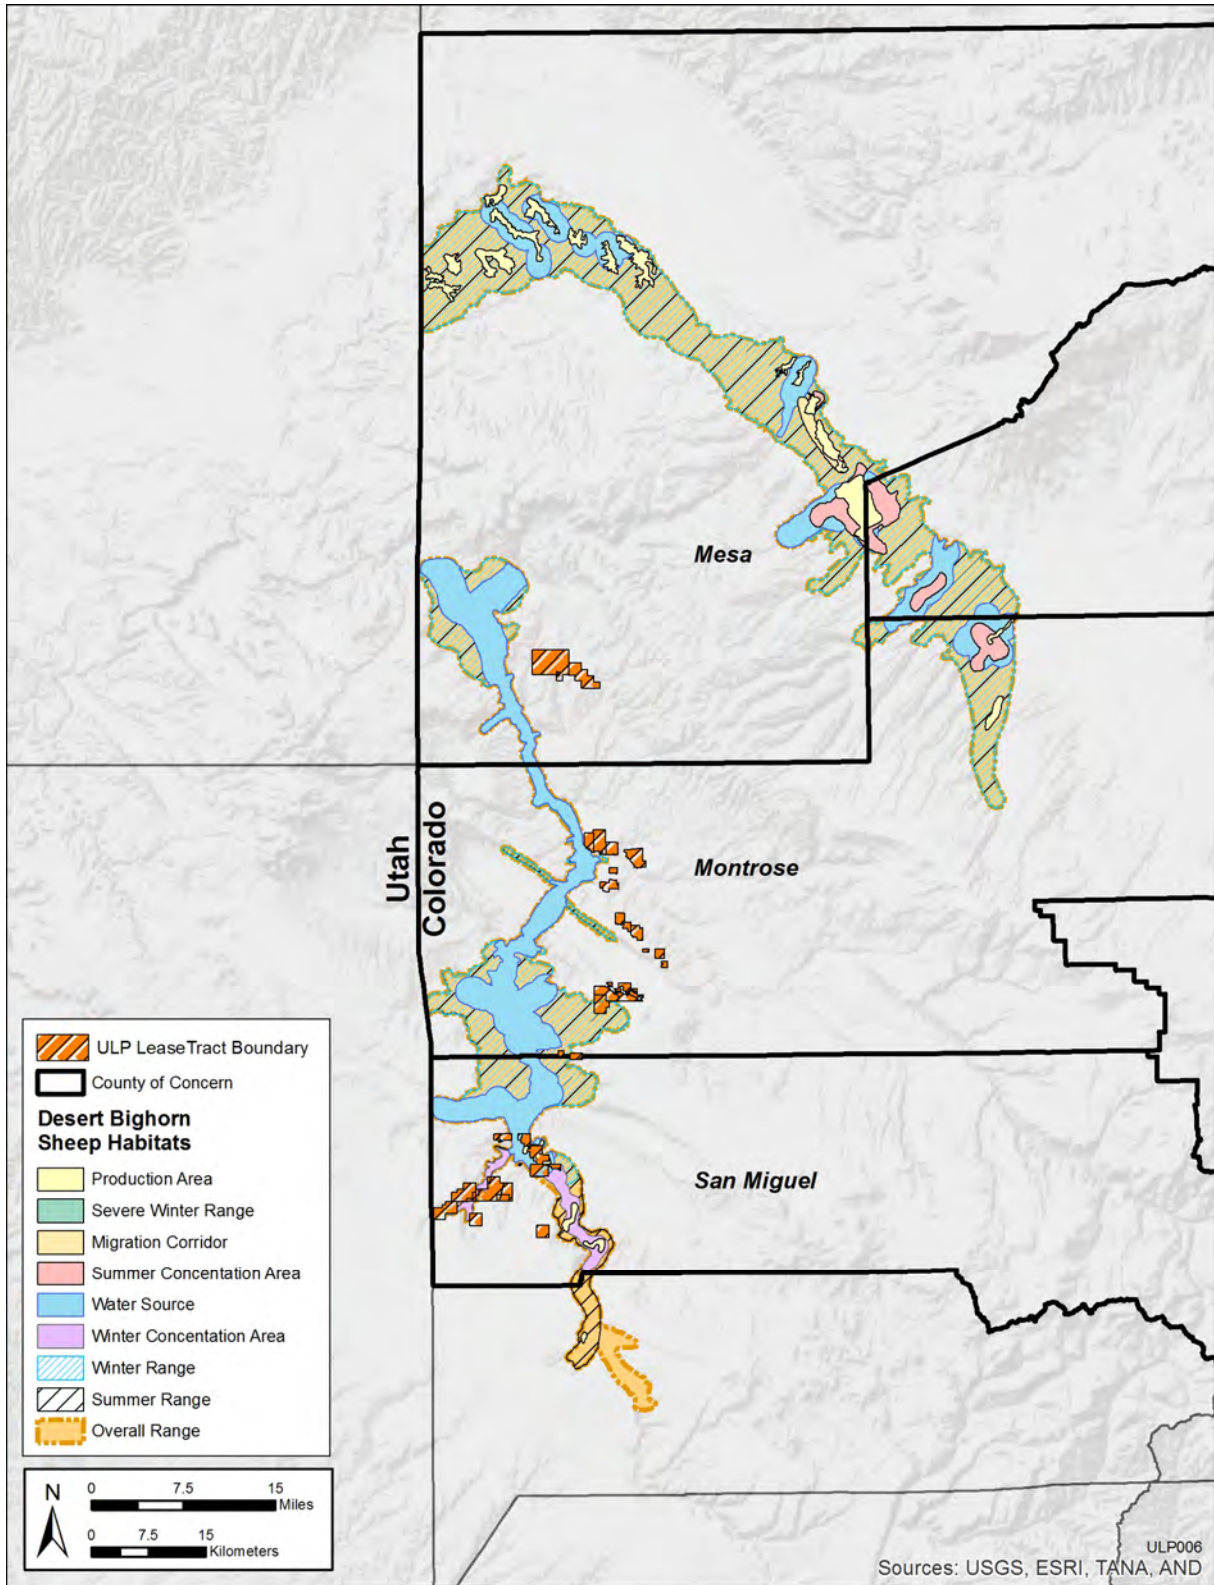 Mesa
Utah
Colorado
Montrose
San Miguel
ULP LeaseTract Boundary
County of Concern
Desert Bighorn
Sheep Habitats
Production Area
Severe Winter Range
Migration Corridor
Summer Concentation Area
Water Source
Winter Concentation Area
Winter Range
Summer Range
Overall Range
N
0 7.5 15
Miles
0 7.5 15
Kilometers
ULP006
Sources: USGS, ESRI, TANA, AND